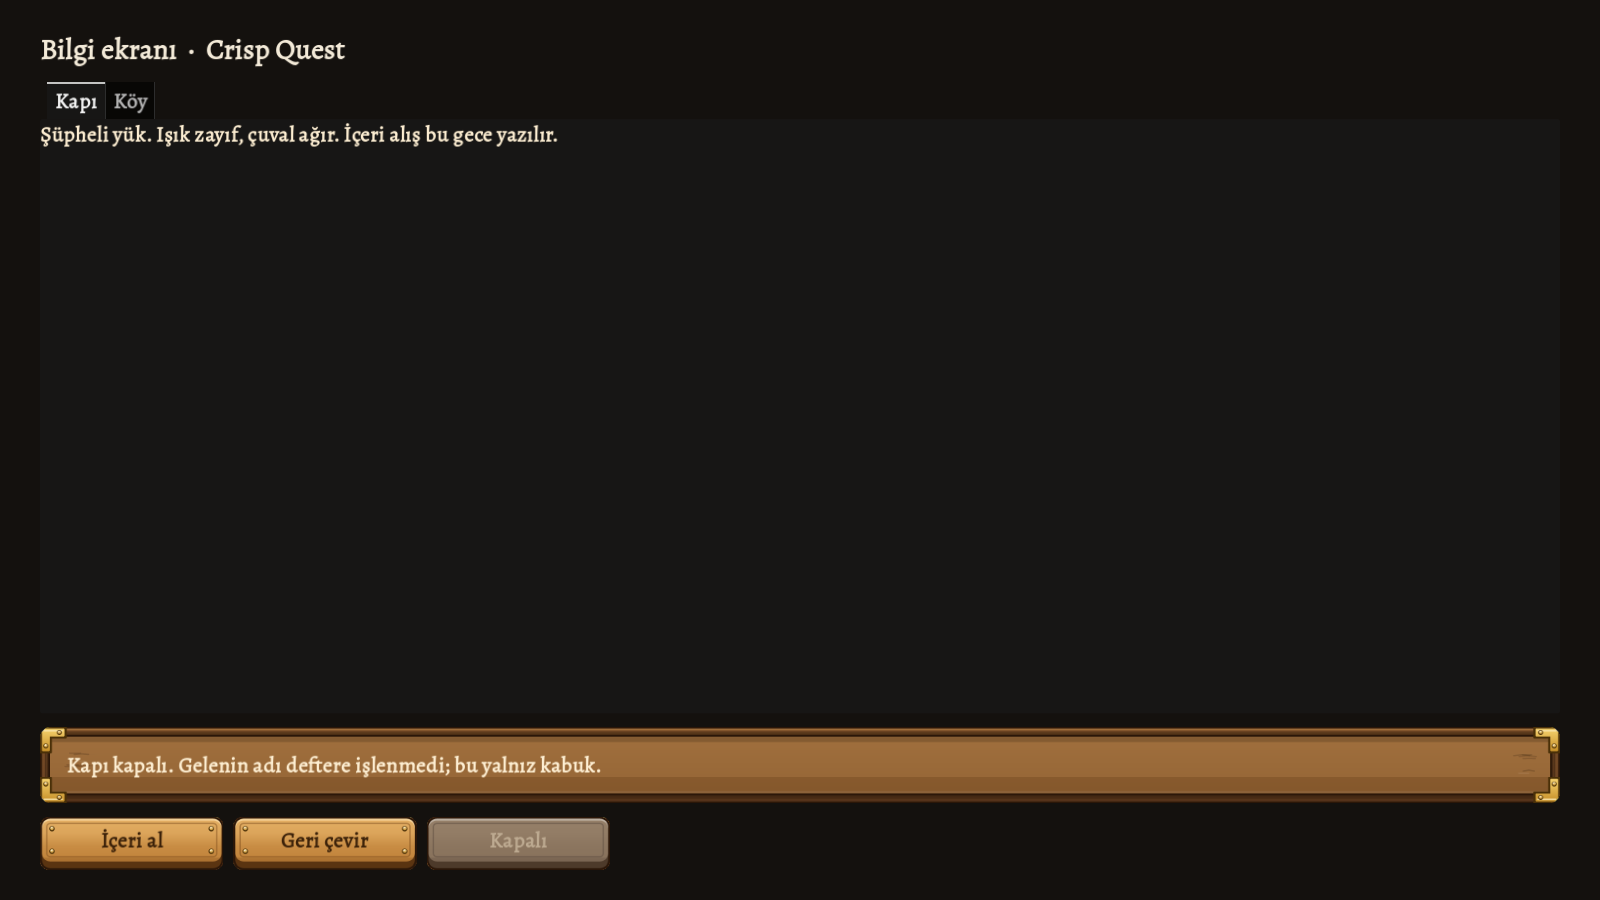 Bilgi ekranı · Crisp Quest
Kapı Köy
Şüpheli yük. Işık zayıf, çuval ağır. İçeri alış bu gece yazılır.
Kapı kapalı. Gelenin adı deftere işlenmedi; bu yalnız kabuk.
İçeri al Geri çevir Kapalı